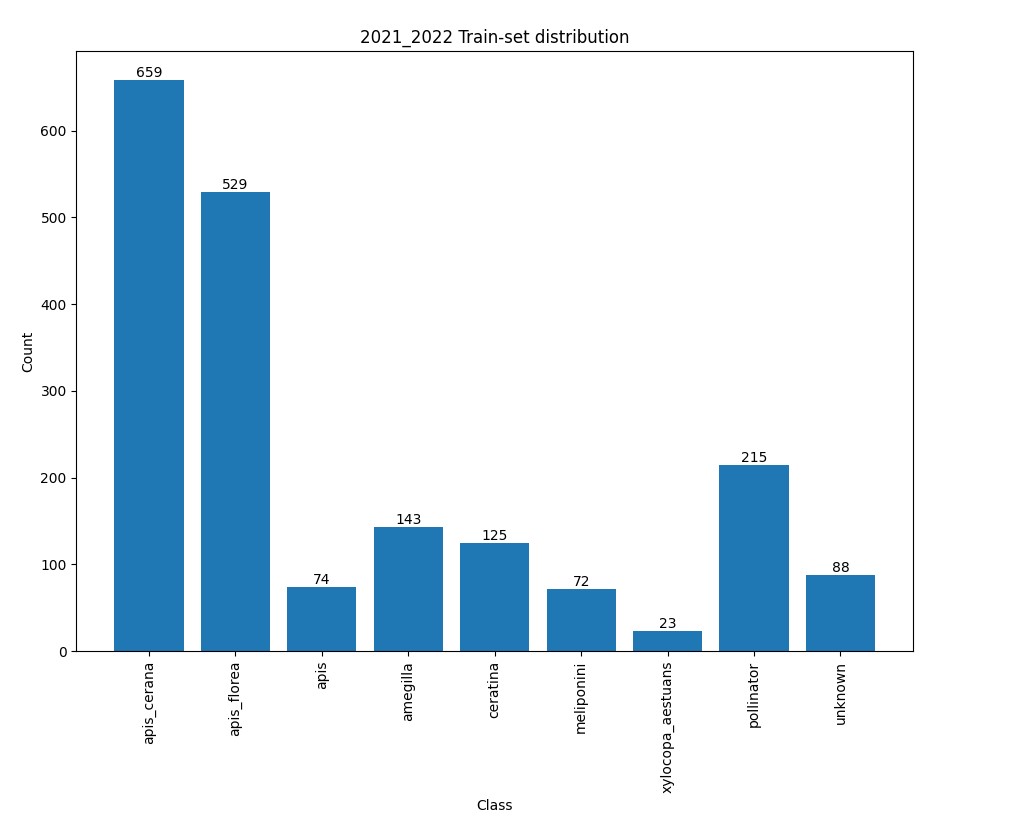 2021_2022 Train-set distribution
659
529
74
143
125
72
23
215
88
600
500
400
300
200
100
0
Count
apis_cerana
apis_florea
apis
amegilla
ceratina
meliponini
xylocopa_aestuans
pollinator
unknown
Class